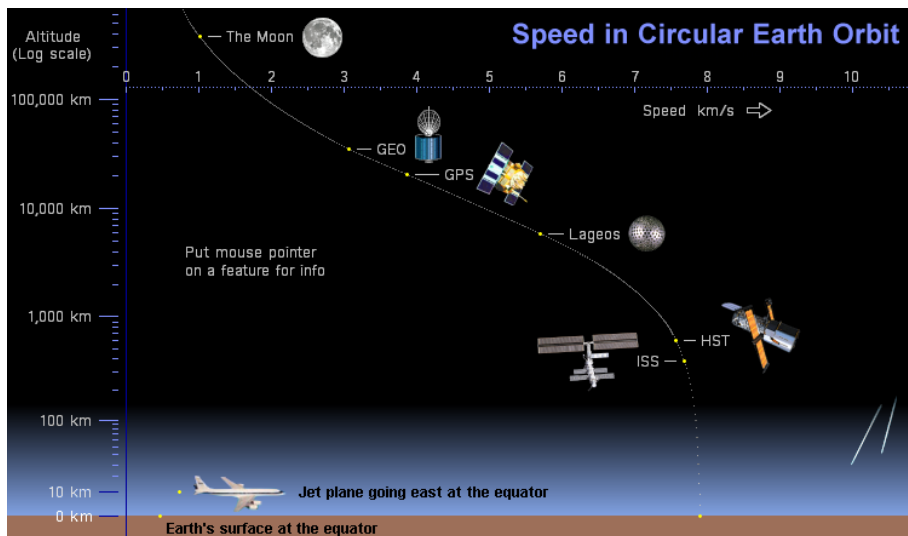 Speed in Circular Earth Orbit
Altitude
(Log scale)
The Moon
0 1 2 3 4 5 6 7 8 9 10
100,000 km
Speed km/s
GEO
GPS
10,000 km
Lageos
Put mouse pointer
on a feature for info
1,000 km
HST
ISS
100 km
10 km
Jet plane going east at the equator
0 km
Earth's surface at the equator